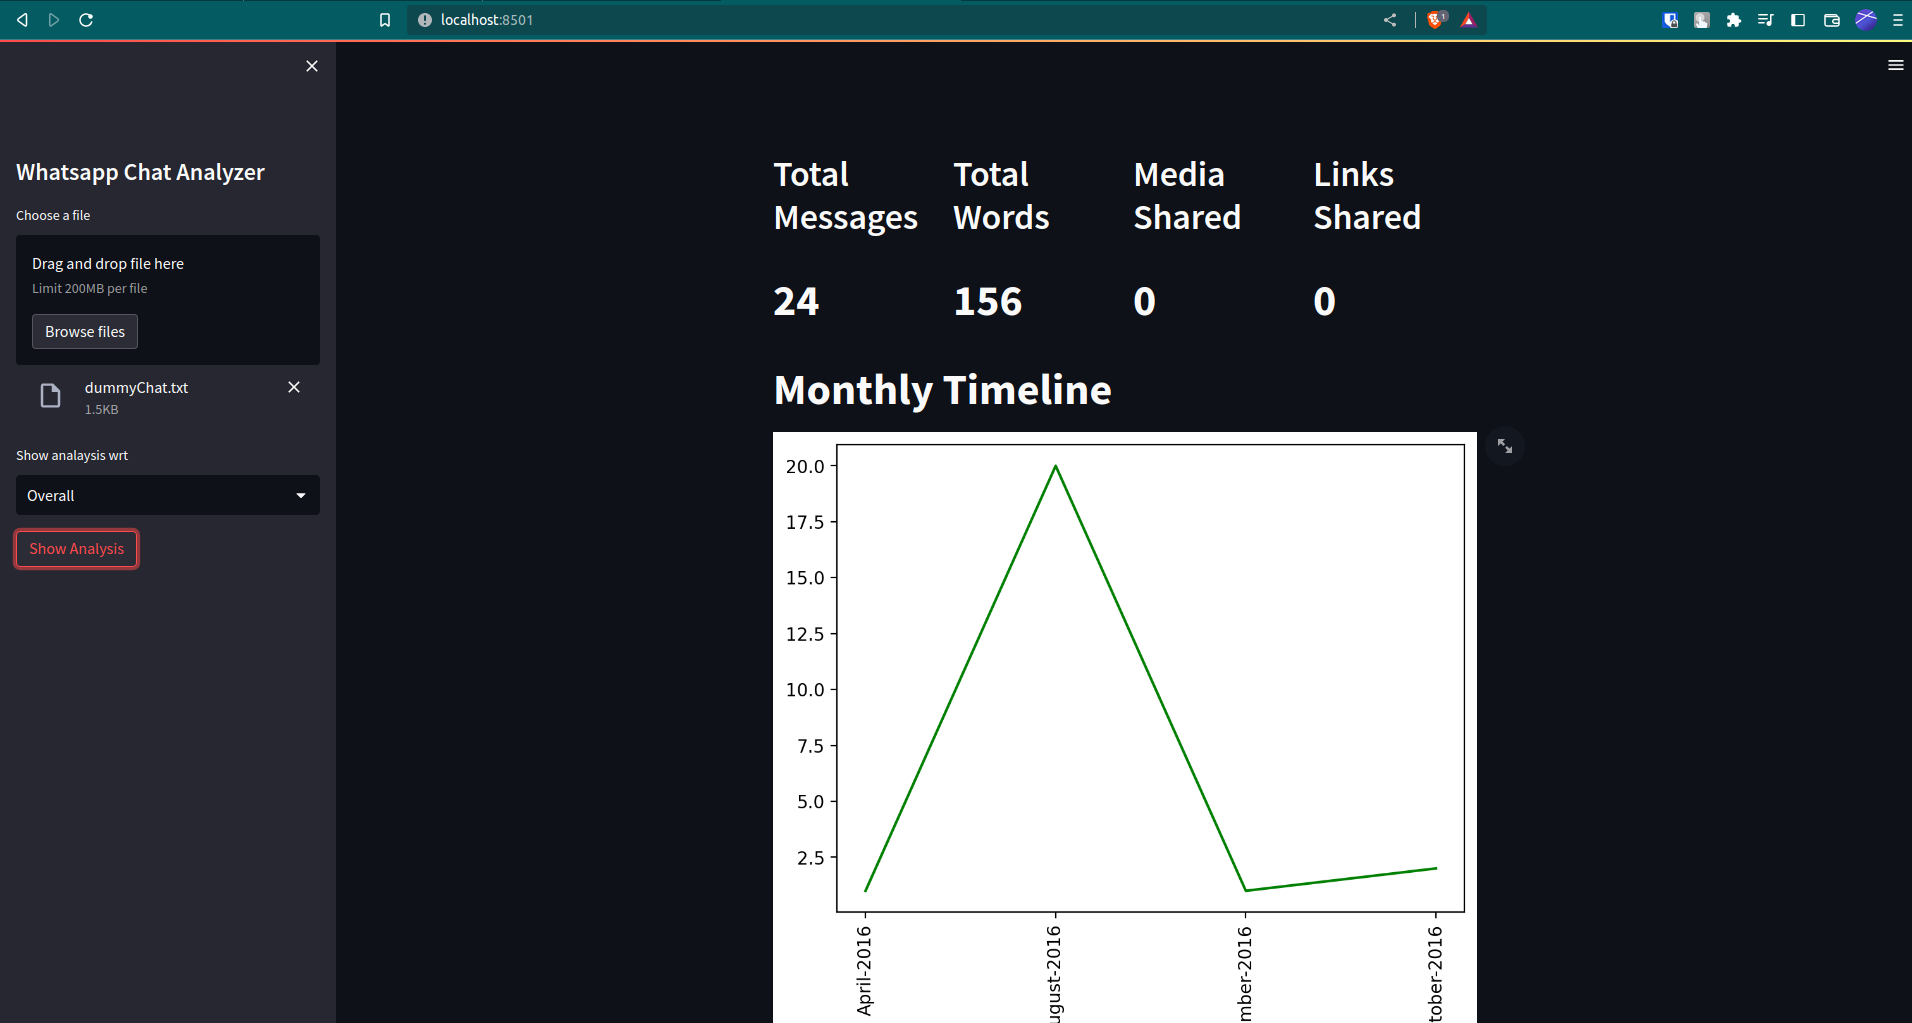 localhost:8501
1
Whatsapp Chat Analyzer
Choose a file
Drag and drop file here
Limit 200MB per file
Browse files
dummyChat.txt
1.5KB
Show analaysis wrt
Overall
Show Analysis
Total Messages
24
Total Words
156
Media Shared
0
Links Shared
0
Monthly Timeline
20.0
17.5
15.0
12.5
10.0
7.5
5.0
2.5
April-2016
ugust-2016
mber-2016
tober-2016